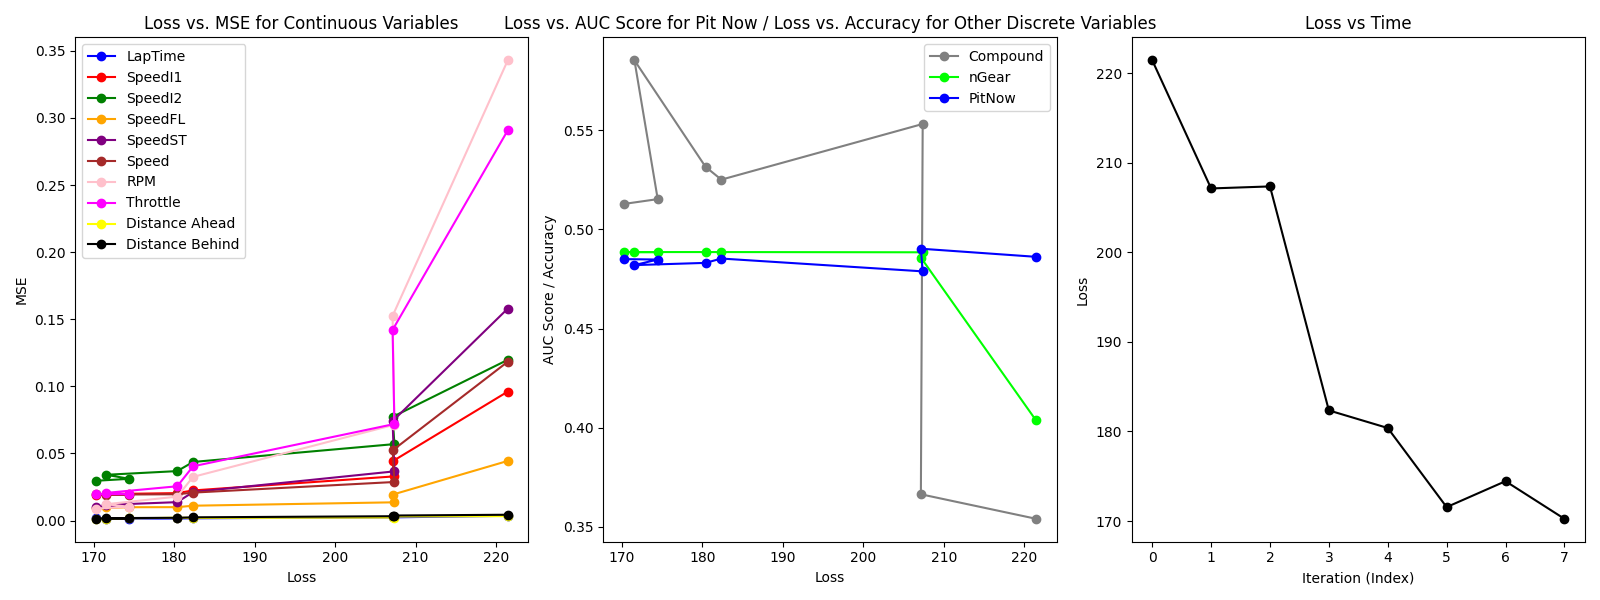 Loss vs. MSE for Continuous Variables
MSE
0.35
0.30
0.25
0.20
0.15
0.10
0.05
0.00
LapTime
SpeedI1
SpeedI2
SpeedFL
SpeedST
Speed
RPM
Throttle
Distance Ahead
Distance Behind
170 180 190 200 210 220
Loss
Loss vs. AUC Score for Pit Now / Loss vs. Accuracy for Other Discrete Variables
AUC Score / Accuracy
0.55
0.50
0.45
0.40
0.35
Compound
nGear
PitNow
170 180 190 200 210 220
Loss
Loss vs Time
Loss
220
210
200
190
180
170
0 1 2 3 4 5 6 7
Iteration (Index)